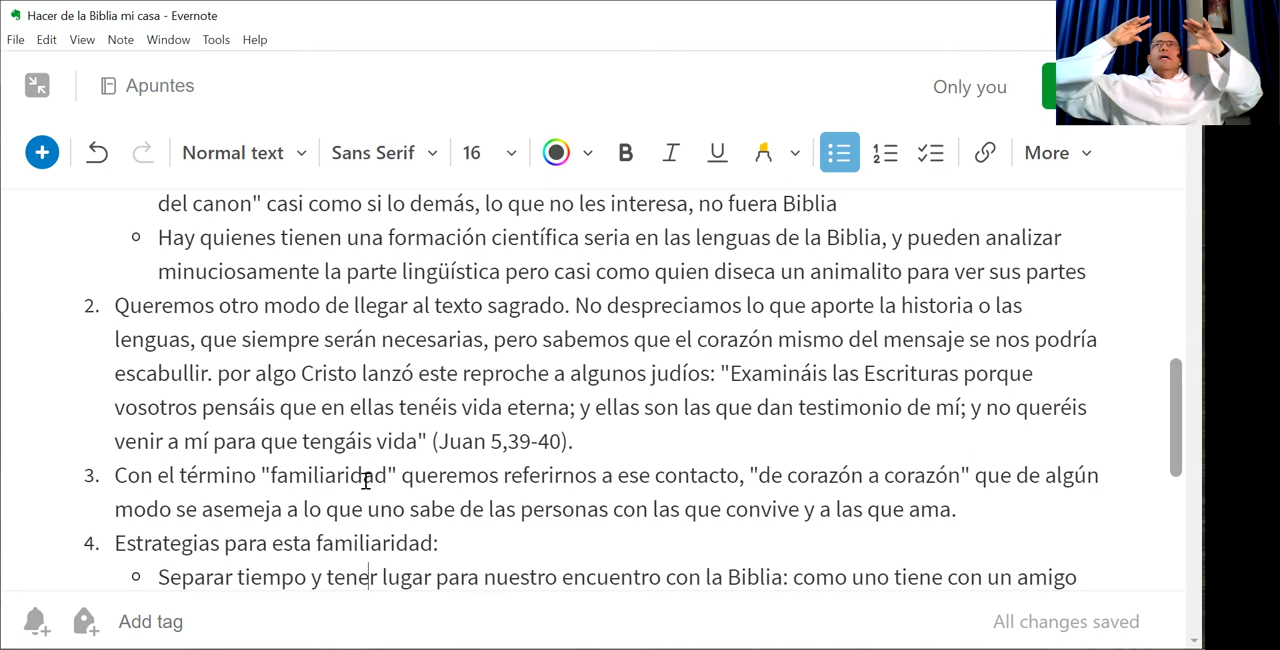 Hacer de la Biblia mi casa - Evernote
File Edit View Note Window Tools Help
Apuntes
Only you
Normal text
Sans Serif
16
B I U
More
del canon" casi como si lo demás, lo que no les interesa, no fuera Biblia
Hay quienes tienen una formación científica seria en las lenguas de la Biblia, y pueden analizar
minuciosamente la parte lingüística pero casi como quien diseca un animalito para ver sus partes
2. Queremos otro modo de llegar al texto sagrado. No despreciamos lo que aporte la historia o las
lenguas, que siempre serán necesarias, pero sabemos que el corazón mismo del mensaje se nos podría
escabullir. por algo Cristo lanzó este reproche a algunos judíos: "Examináis las Escrituras porque
vosotros pensáis que en ellas tenéis vida eterna; y ellas son las que dan testimonio de mí; y no queréis
venir a mí para que tengáis vida" (Juan 5,39-40).
3. Con el término "familiaridad" queremos referirnos a ese contacto, "de corazón a corazón" que de algún
modo se asemeja a lo que uno sabe de las personas con las que convive y a las que ama.
4. Estrategias para esta familiaridad:
Separar tiempo y tener lugar para nuestro encuentro con la Biblia: como uno tiene con un amigo
Add tag
All changes saved